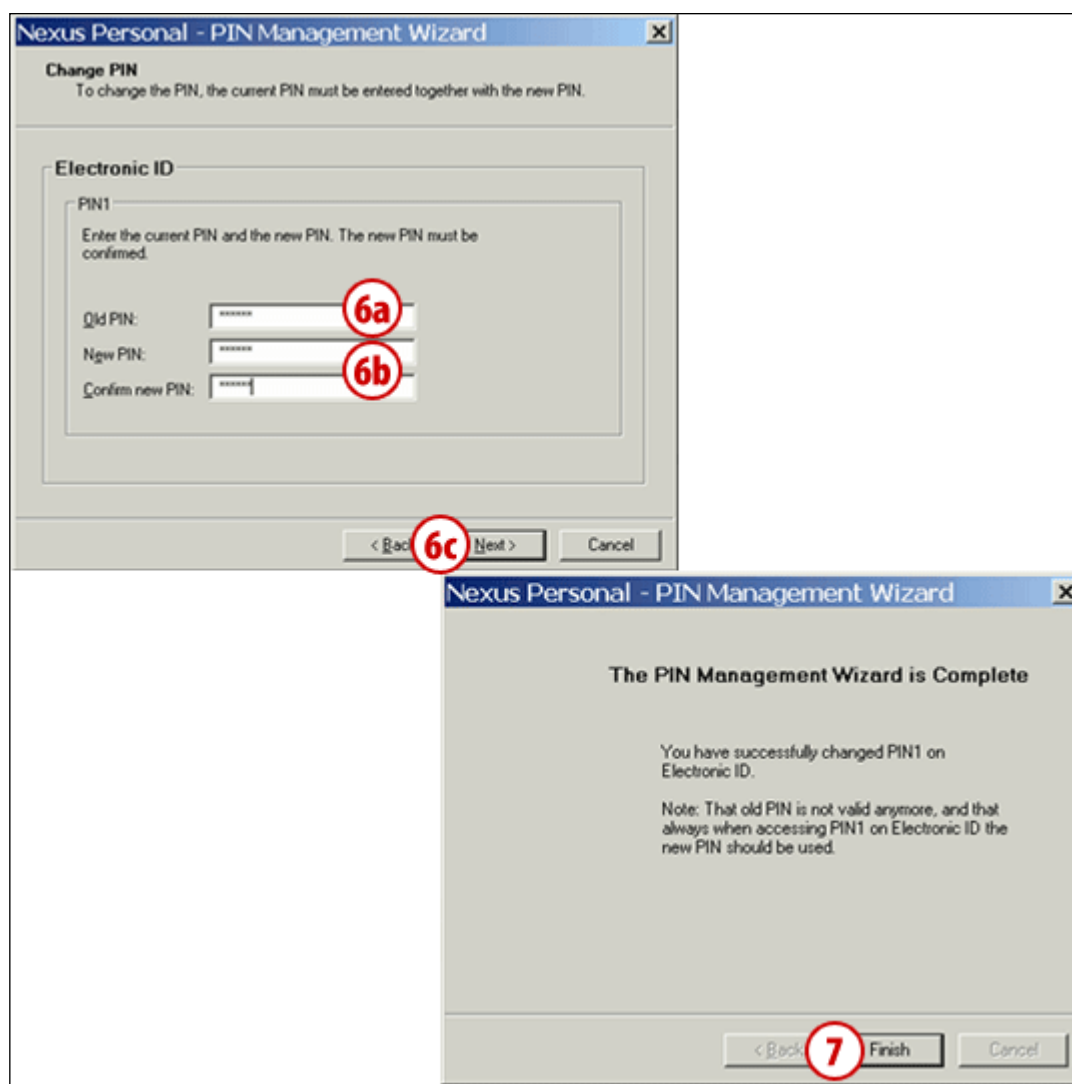 Nexus Personal - PIN Management Wizard
Change PIN
To change the PIN, the current PIN must be entered together with the new PIN.
Electronic ID
PIN1
Enter the current PIN and the new PIN. The new PIN must be
confirmed.
Old PIN: ****** 6a
New PIN: ******
6b
Confirm new PIN: ******
< Back 6c Next > Cancel
Nexus Personal - PIN Management Wizard
The PIN Management Wizard is Complete
You have successfully changed PIN1 on
Electronic ID.
Note: That old PIN is not valid anymore, and that
always when accessing PIN1 on Electronic ID the
new PIN should be used.
< Back 7 Finish Cancel